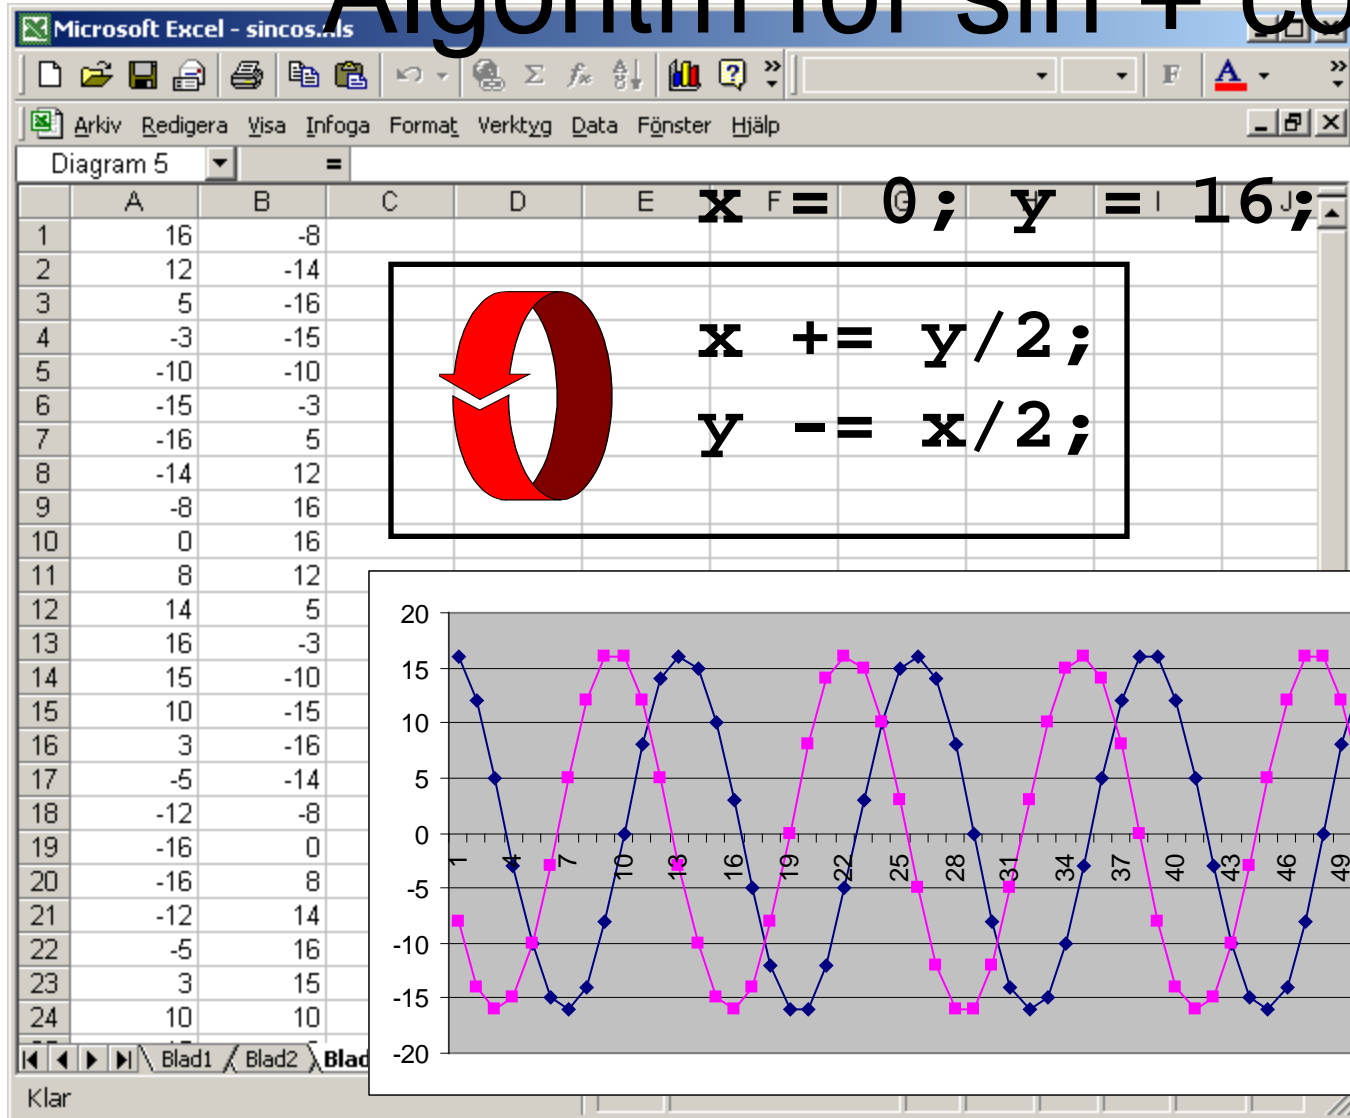 Algoritm för sin + co
Microsoft Excel - sincos.xls
Arkiv Redigera Visa Infoga Format Verktyg Data Fönster Hjälp
Diagram 5 =
A B C D E F G H I J
x = 0; y = 16;
1 16 -8
2 12 -14
3 5 -16
4 -3 -15
5 -10 -10
6 -15 -3
7 -16 5
8 -14 12
9 -8 16
10 0 16
11 8 12
12 14 5
13 16 -3
14 15 -10
15 10 -15
16 3 -16
17 -5 -14
18 -12 -8
19 -16 0
20 -16 8
21 -12 14
22 -5 16
23 3 15
24 10 10
x += y/2;
y -= x/2;
20
15
10
5
0
-5
-10
-15
-20
1 4 7 10 13 16 19 22 25 28 31 34 37 40 43 46 49
Blad1 Blad2 Blad
Klar